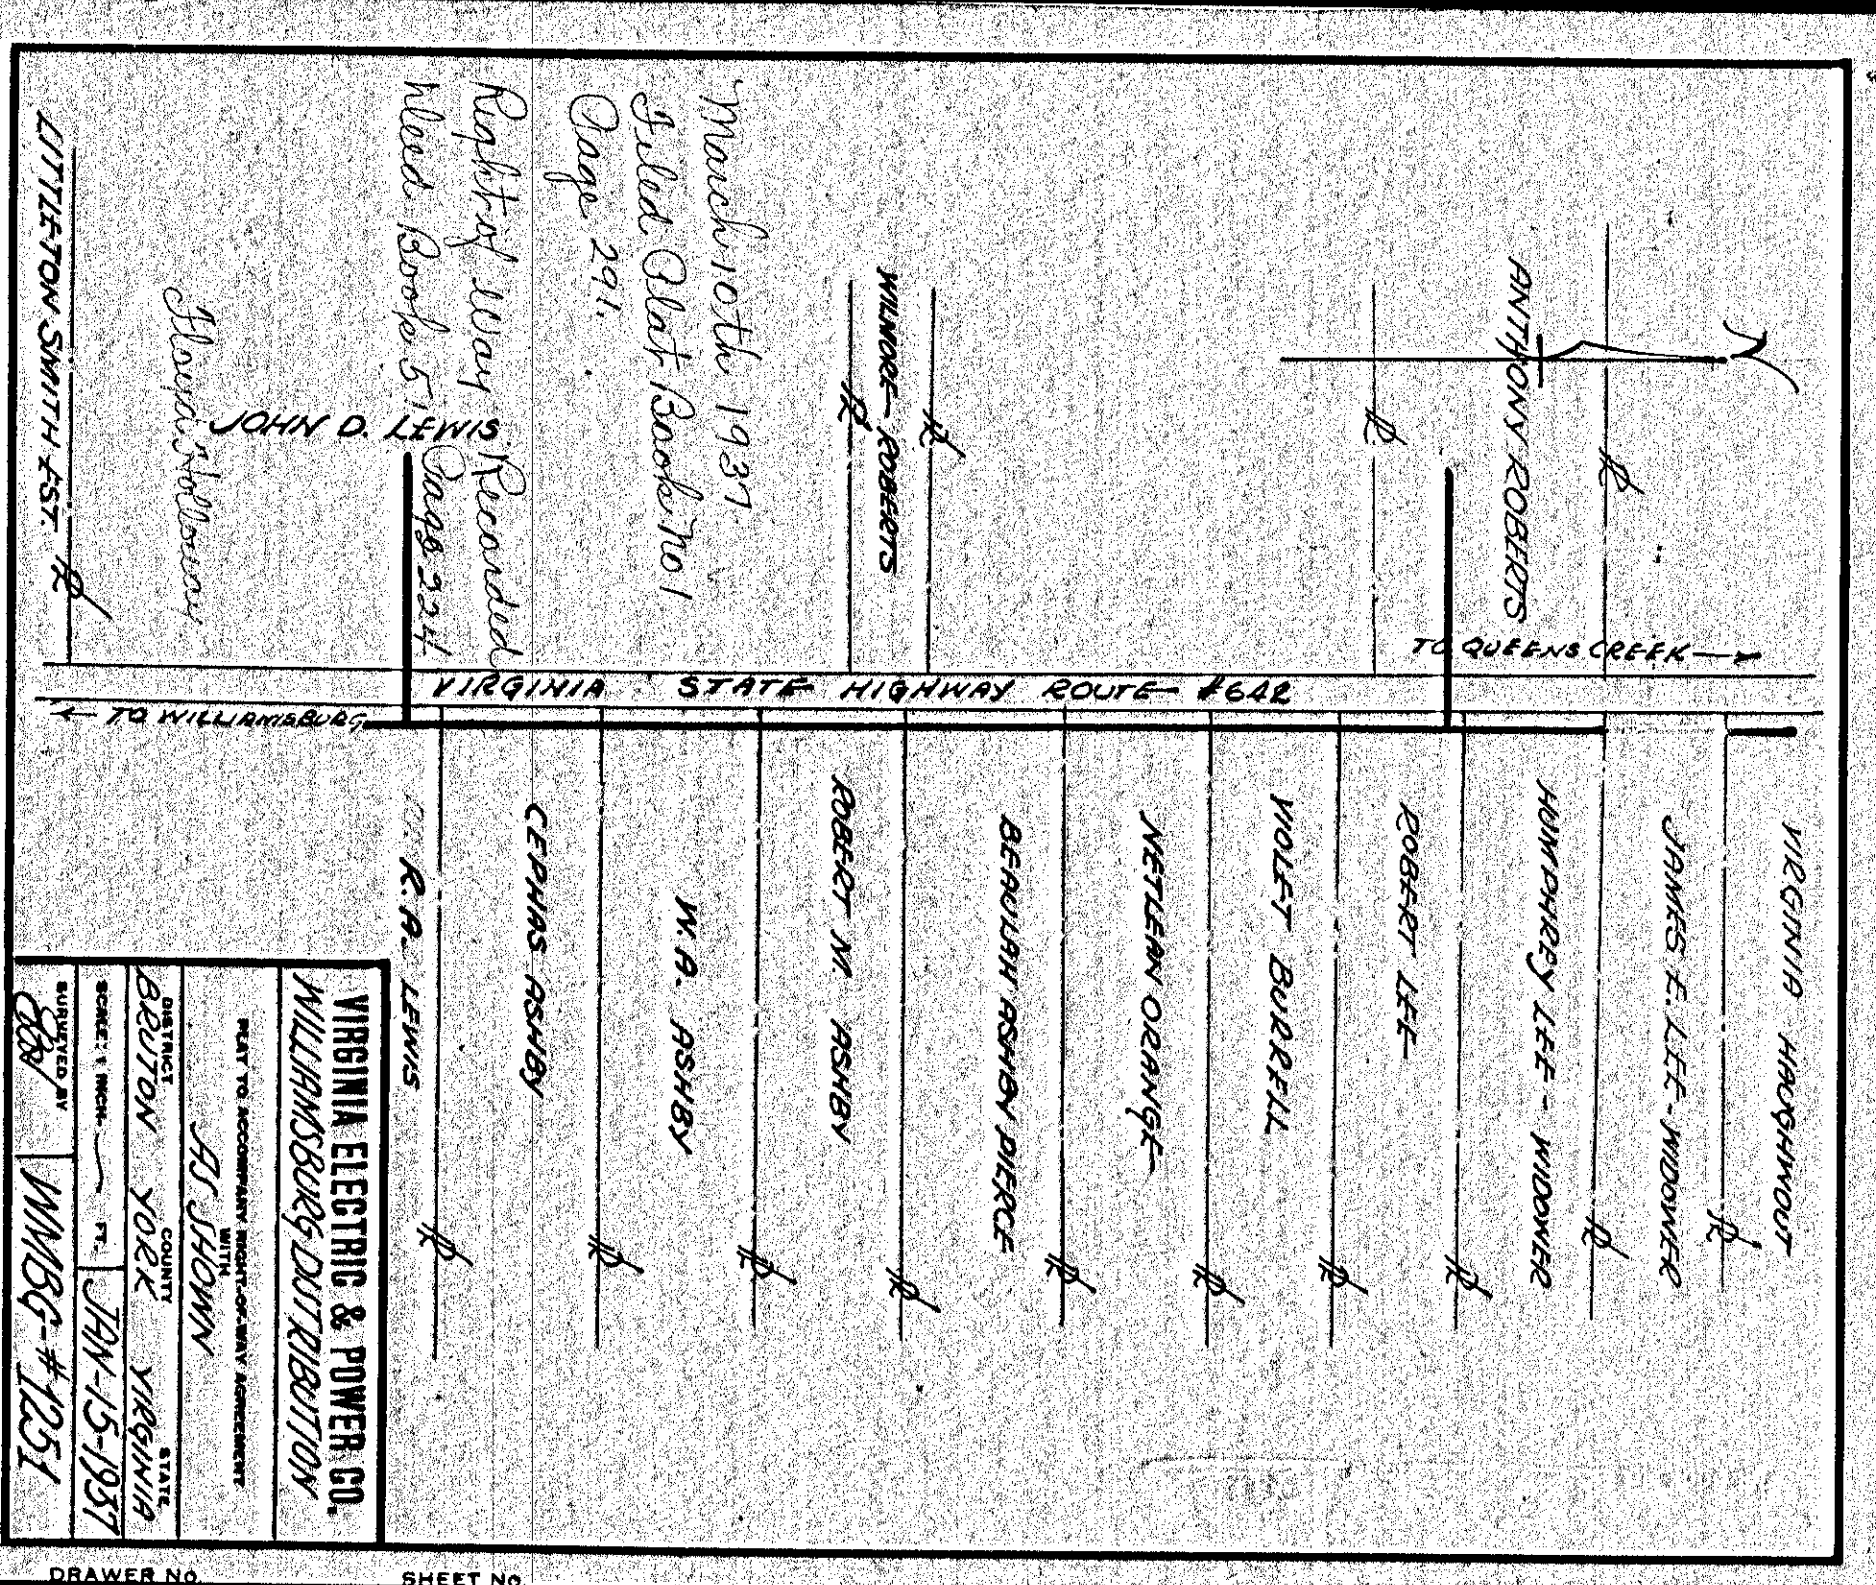 LITTLETON SMITH EST.
JOHN D. LEWIS
Right of Way Recorded
Deed Book 51 Page 224
March 10th 1937
Filed Plat Book No 1
Page 291.
WILMORE ROBERTS
ANTHONY ROBERTS
TO QUEENS CREEK →
VIRGINIA STATE HIGHWAY ROUTE #642
← TO WILLIAMSBURG
R.A. LEWIS
CEPHAS ASHBY
W.A. ASHBY
ROBERT N. ASHBY
BEAULAH ASHBY PIERCE
NETLEAN ORANGE
VIOLET BURRELL
ROBERT LEE
HUMPHREY LEE - WIDOWER
JAMES E. LEE - WIDOWER
VIRGINIA HAUGHWOUT
VIRGINIA ELECTRIC & POWER CO.
WILLIAMSBURG DISTRIBUTION
PLAT TO ACCOMPANY RIGHT-OF-WAY AGREEMENT
WITH
AS SHOWN
DISTRICT COUNTY STATE
BRUTON YORK VIRGINIA
SCALE: 1 INCH FT. JAN-15-1937
SURVEYED BY
WMBG-#1251
DRAWER NO.
SHEET NO.